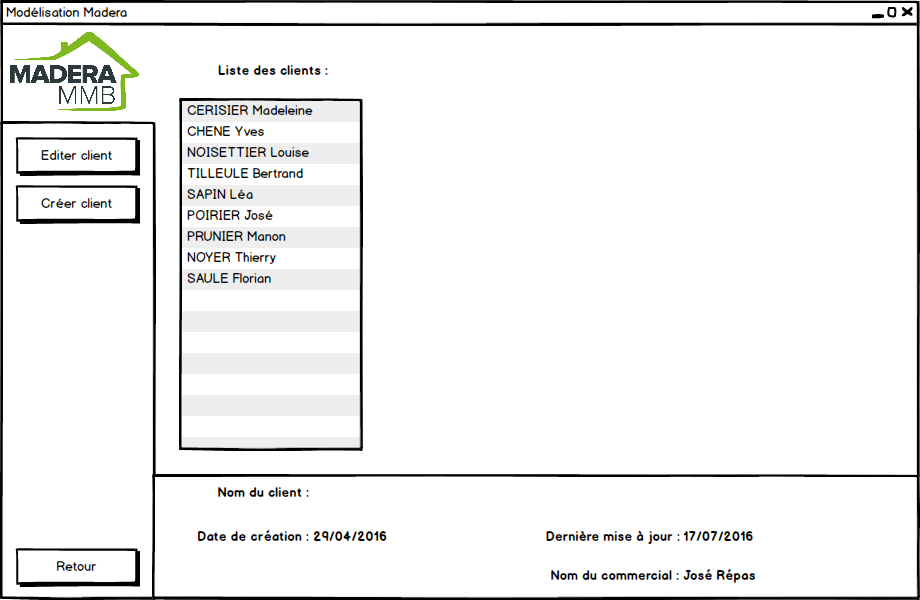 Modélisation Madera
MADERA
MMB
Liste des clients :
CERISIER Madeleine
CHENE Yves
NOISETTIER Louise
TILLEULE Bertrand
SAPIN Léa
POIRIER José
PRUNIER Manon
NOYER Thierry
SAULE Florian
Editer client
Créer client
Retour
Nom du client :
Date de création : 29/04/2016
Dernière mise à jour : 17/07/2016
Nom du commercial : José Répas